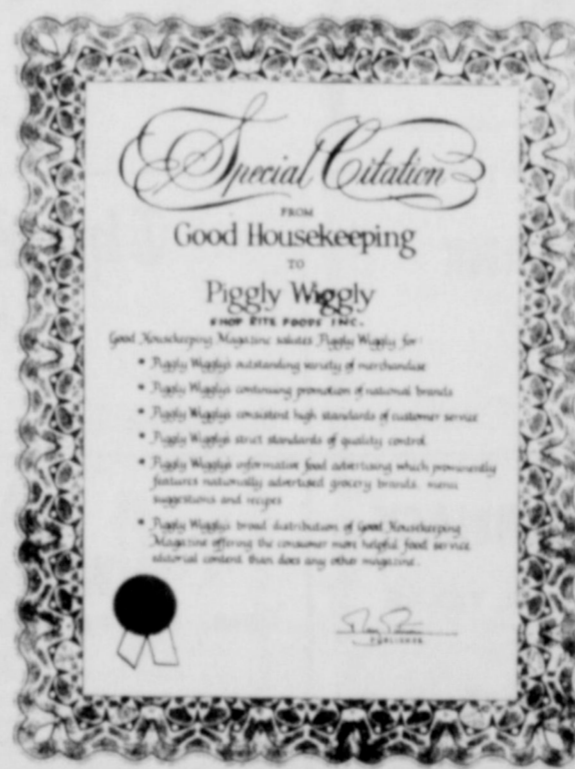 Special Citation
FROM
Good Housekeeping
TO
Piggly Wiggly
SHOP RITE FOODS INC.
Good Housekeeping Magazine salutes Piggly Wiggly for:
* Piggly Wiggly's outstanding variety of merchandise
* Piggly Wiggly's continuing promotion of national brands
* Piggly Wiggly's consistent high standards of customer service
* Piggly Wiggly's strict standards of quality control
* Piggly Wiggly's informative food advertising which prominently
features nationally advertised grocery brands, menu
suggestions and recipes
* Piggly Wiggly's broad distribution of Good Housekeeping
Magazine offering the consumer more helpful food service
editorial content than does any other magazine.
PUBLISHER